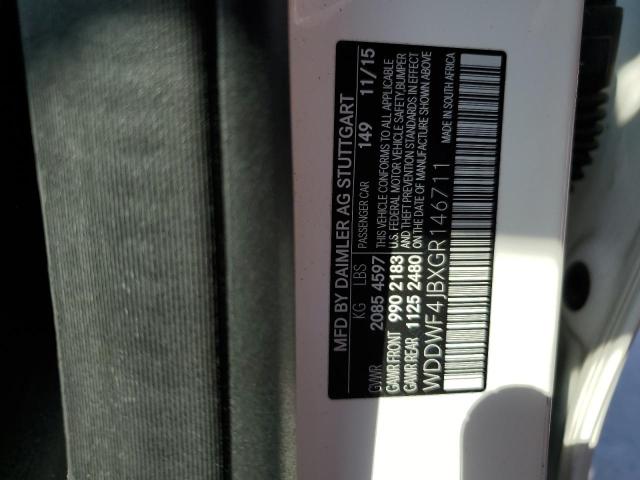 MFD BY DAIMLER AG STUTTGART
KG LBS PASSENGER CAR 149 11/15
GVWR 2085 4597 THIS VEHICLE CONFORMS TO ALL APPLICABLE
GAWR FRONT 990 2183 U.S. FEDERAL MOTOR VEHICLE SAFETY,BUMPER
AND THEFT PREVENTION STANDARDS IN EFFECT
GAWR REAR 1125 2480 ON THE DATE OF MANUFACTURE SHOWN ABOVE
WDDWF4JBXGR146711 MADE IN SOUTH AFRICA